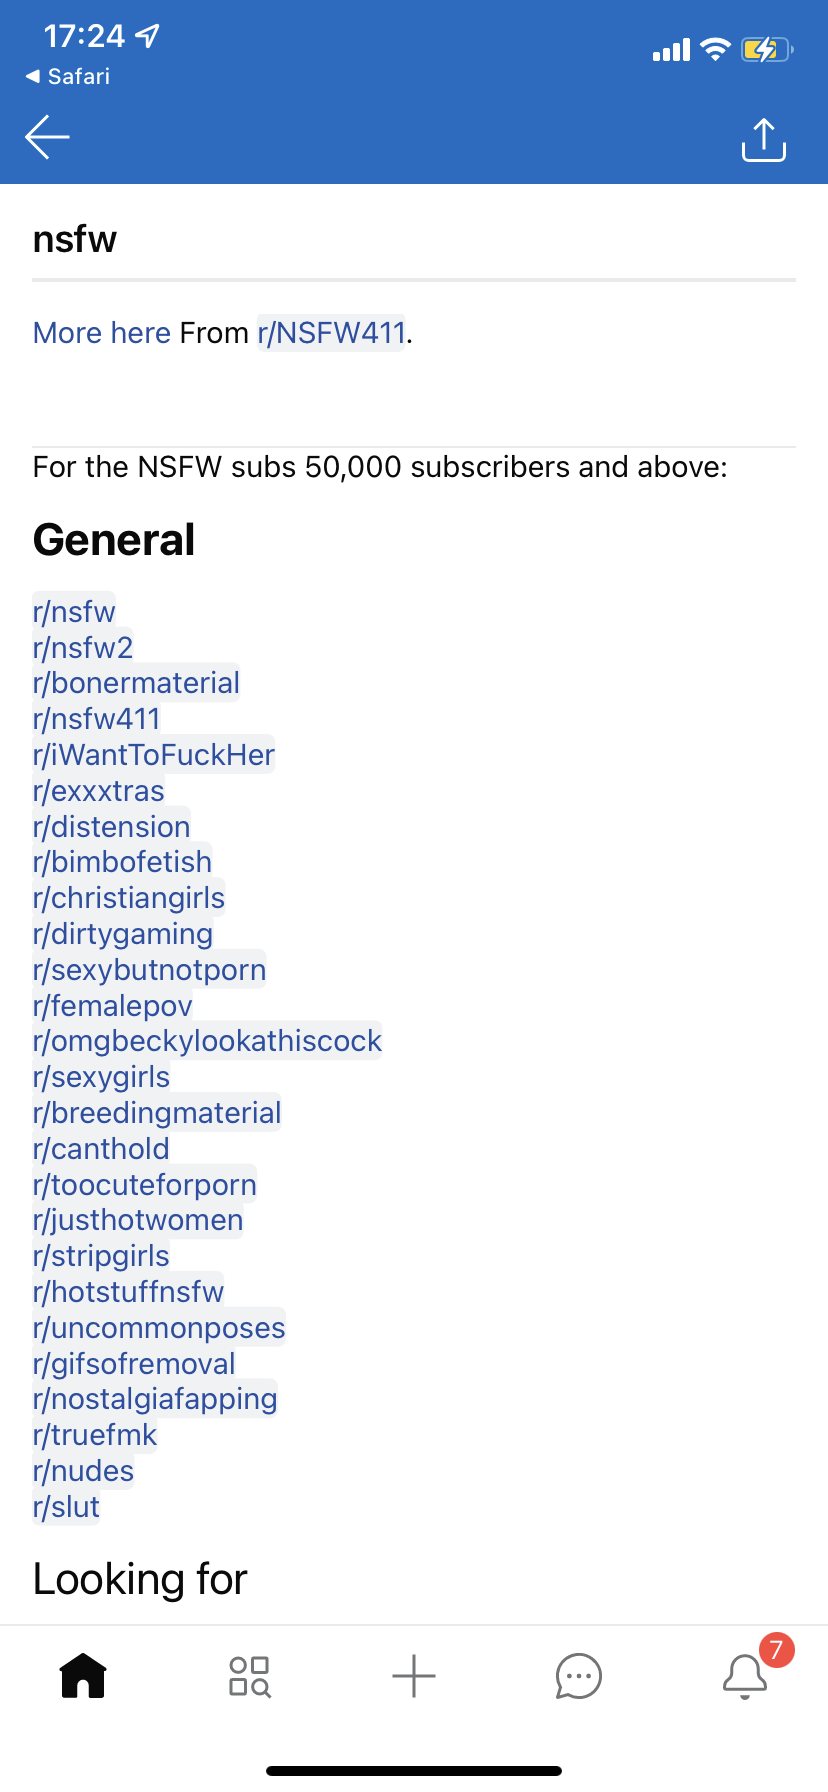 17:24
◀ Safari
nsfw
More here From r/NSFW411.
For the NSFW subs 50,000 subscribers and above:
General
r/nsfw
r/nsfw2
r/bonermaterial
r/nsfw411
r/iWantToFuckHer
r/exxxtras
r/distension
r/bimbofetish
r/christiangirls
r/dirtygaming
r/sexybutnotporn
r/femalepov
r/omgbeckylookathiscock
r/sexygirls
r/breedingmaterial
r/canthold
r/toocuteforporn
r/justhotwomen
r/stripgirls
r/hotstuffnsfw
r/uncommonposes
r/gifsofremoval
r/nostalgiafapping
r/truefmk
r/nudes
r/slut
Looking for
7